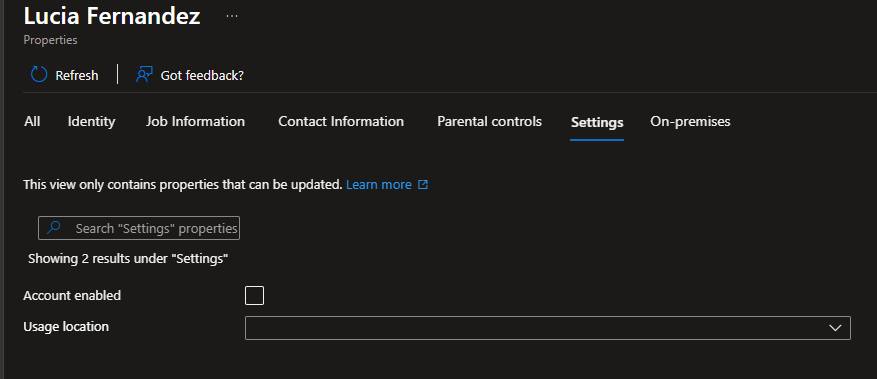 Lucia Fernandez ...
Properties
Refresh Got feedback?
All Identity Job Information Contact Information Parental controls Settings On-premises
This view only contains properties that can be updated. Learn more
Search "Settings" properties
Showing 2 results under "Settings"
Account enabled
Usage location